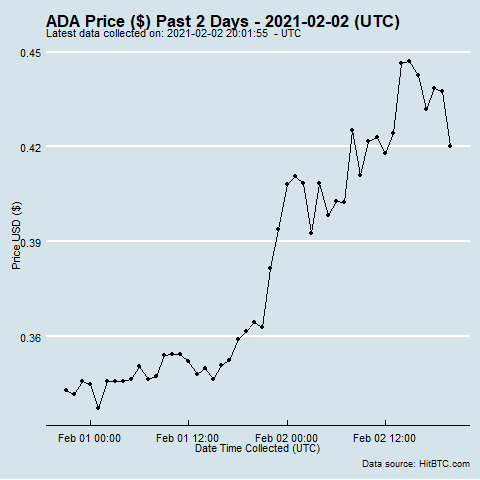 ADA Price ($) Past 2 Days - 2021-02-02 (UTC)
Latest data collected on: 2021-02-02 20:01:55 - UTC
0.45
0.42
0.39
0.36
Price USD ($)
Feb 01 00:00 Feb 01 12:00 Feb 02 00:00 Feb 02 12:00
Date Time Collected (UTC)
Data source: HitBTC.com